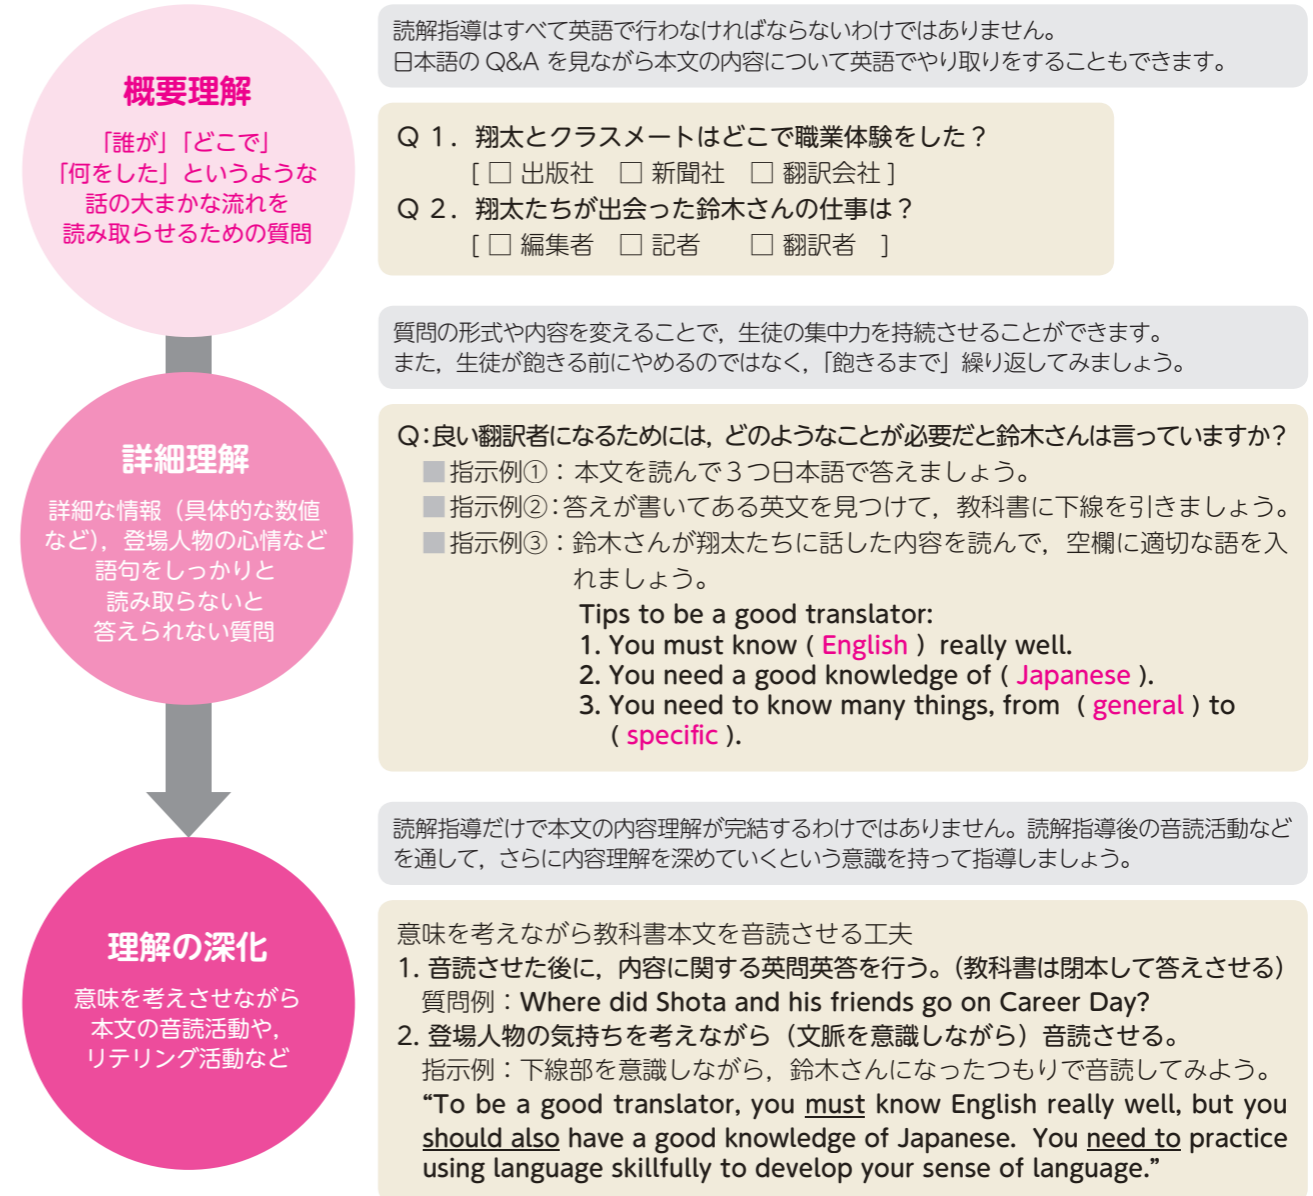 概要理解
「誰が」「どこで」
「何をした」というような
話の大まかな流れを
読み取らせるための質問
読解指導はすべて英語で行わなければならないわけではありません。
日本語の Q&A を見ながら本文の内容について英語でやり取りをすることもできます。
Q 1. 翔太とクラスメートはどこで職業体験をした？
[ □ 出版社 □ 新聞社 □ 翻訳会社 ]
Q 2. 翔太たちが出会った鈴木さんの仕事は？
[ □ 編集者 □ 記者 □ 翻訳者 ]
詳細理解
詳細な情報（具体的な数値
など），登場人物の心情など
語句をしっかりと
読み取らないと
答えられない質問
質問の形式や内容を変えることで，生徒の集中力を持続させることができます。
また，生徒が飽きる前にやめるのではなく，「飽きるまで」繰り返してみましょう。
Q：良い翻訳者になるためには，どのようなことが必要だと鈴木さんは言っていますか？
■指示例①：本文を読んで３つ日本語で答えましょう。
■指示例②：答えが書いてある英文を見つけて，教科書に下線を引きましょう。
■指示例③：鈴木さんが翔太たちに話した内容を読んで，空欄に適切な語を入
れましょう。
Tips to be a good translator:
1. You must know ( English ) really well.
2. You need a good knowledge of ( Japanese ).
3. You need to know many things, from ( general ) to
( specific ).
理解の深化
意味を考えさせながら
本文の音読活動や，
リテリング活動など
読解指導だけで本文の内容理解が完結するわけではありません。読解指導後の音読活動など
を通して，さらに内容理解を深めていくという意識を持って指導しましょう。
意味を考えながら教科書本文を音読させる工夫
1. 音読させた後に，内容に関する英問英答を行う。（教科書は閉本して答えさせる）
質問例：Where did Shota and his friends go on Career Day?
2. 登場人物の気持ちを考えながら（文脈を意識しながら）音読させる。
指示例：下線部を意識しながら，鈴木さんになったつもりで音読してみよう。
“To be a good translator, you must know English really well, but you
should also have a good knowledge of Japanese. You need to practice
using language skillfully to develop your sense of language.”